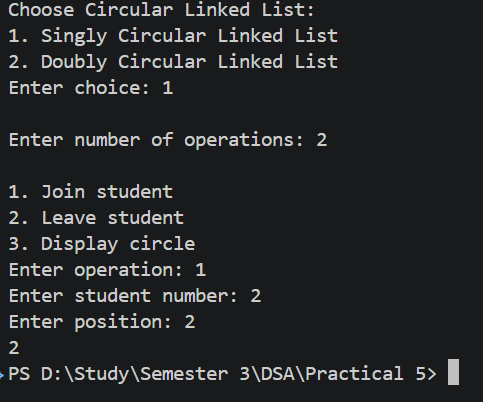 Choose Circular Linked List:
1. Singly Circular Linked List
2. Doubly Circular Linked List
Enter choice: 1
Enter number of operations: 2
1. Join student
2. Leave student
3. Display circle
Enter operation: 1
Enter student number: 2
Enter position: 2
2
PS D:\Study\Semester 3\DSA\Practical 5>